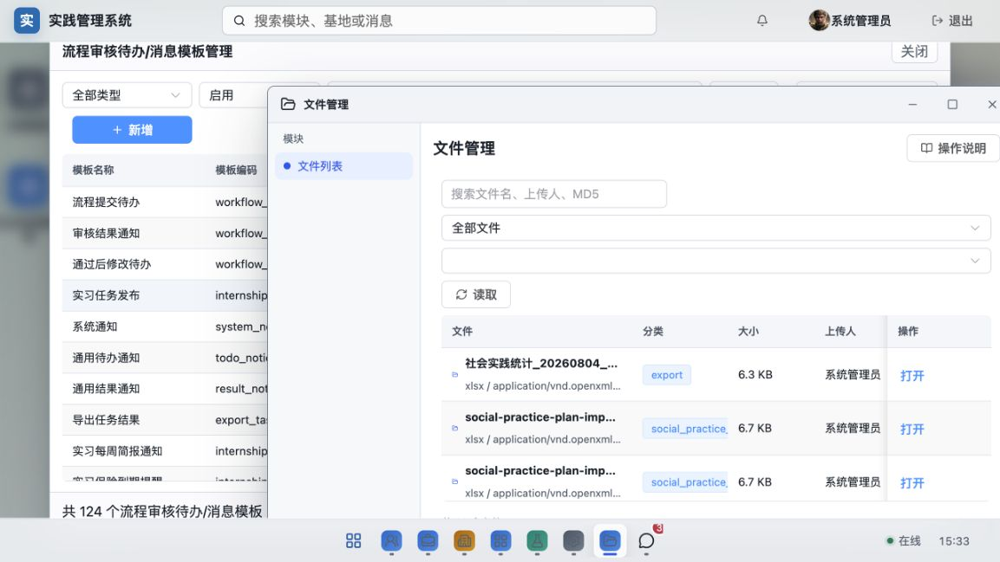 实 实践管理系统
搜索模块、基地或消息
系统管理员
退出
流程审核待办/消息模板管理
关闭
全部类型
启用
+ 新增
模板名称 模板编码
流程提交待办 workflow_
审核结果通知 workflow_
通过后修改待办 workflow_
实习任务发布 internship
系统通知 system_n
通用待办通知 todo_notic
通用结果通知 result_not
导出任务结果 export_ta
实习每周简报通知 internship
实习保险到期提醒 internship
共 124 个流程审核待办/消息模板
文件管理
模块
文件列表
文件管理
操作说明
搜索文件名、上传人、MD5
全部文件
读取
文件 分类 大小 上传人 操作
社会实践统计_20260804_...
xlsx / application/vnd.openxml...
export 6.3 KB 系统管理员 打开
social-practice-plan-imp...
xlsx / application/vnd.openxml...
social_practice_ 6.7 KB 系统管理员 打开
social-practice-plan-imp...
xlsx / application/vnd.openxml...
social_practice_ 6.7 KB 系统管理员 打开
3
在线 15:33